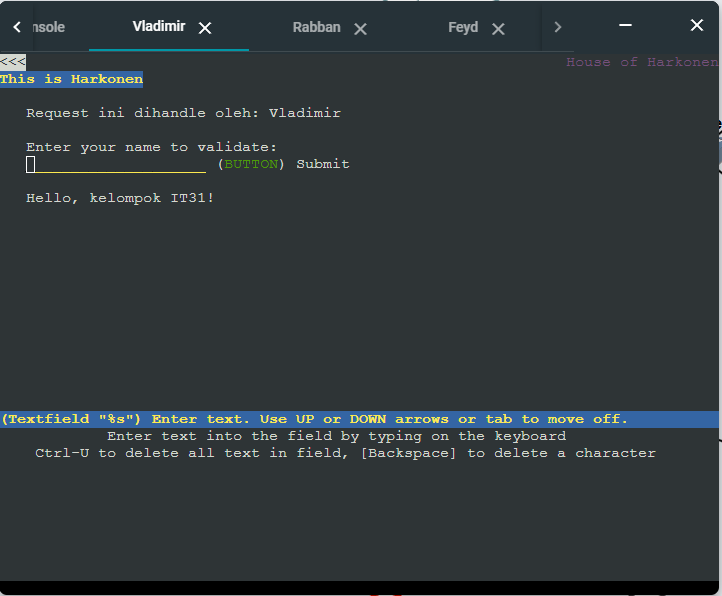 nsole
Vladimir
Rabban
Feyd
<<<
House of Harkonen
This is Harkonen
Request ini dihandle oleh: Vladimir
Enter your name to validate:
(BUTTON) Submit
Hello, kelompok IT31!
(Textfield "%s") Enter text. Use UP or DOWN arrows or tab to move off.
Enter text into the field by typing on the keyboard
Ctrl-U to delete all text in field, [Backspace] to delete a character